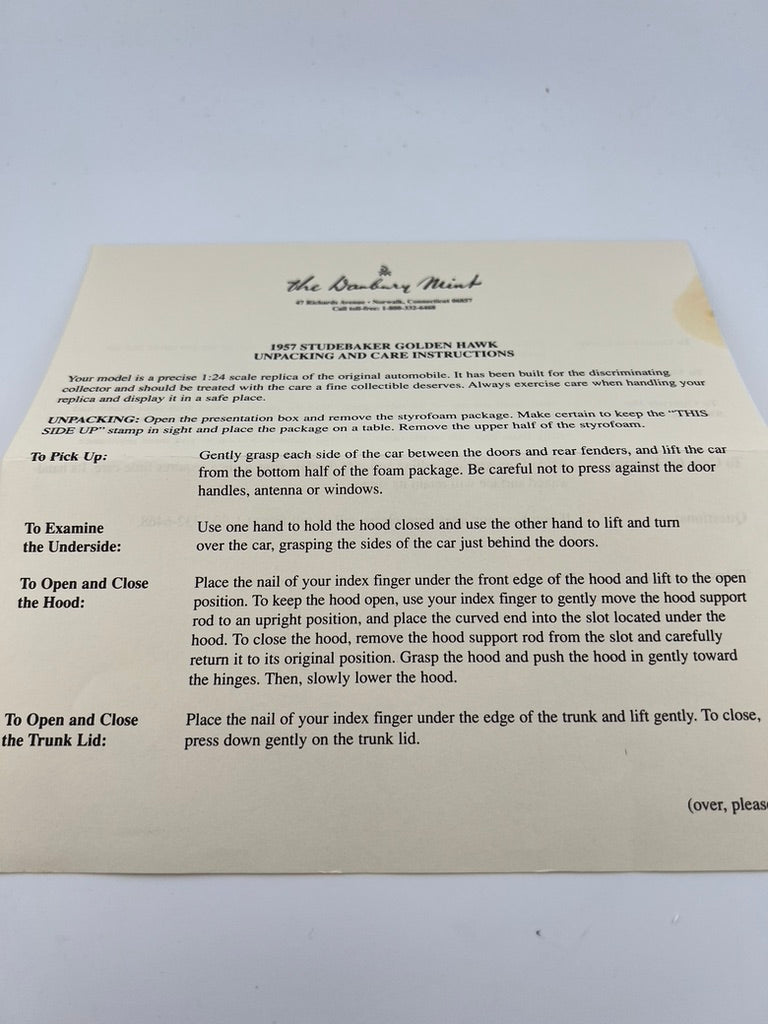 the Danbury Mint
47 Richards Avenue • Norwalk, Connecticut 06857
Call toll-free: 1-800-332-6468
1957 STUDEBAKER GOLDEN HAWK
UNPACKING AND CARE INSTRUCTIONS
Your model is a precise 1:24 scale replica of the original automobile. It has been built for the discriminating
collector and should be treated with the care a fine collectible deserves. Always exercise care when handling your
replica and display it in a safe place.
UNPACKING: Open the presentation box and remove the styrofoam package. Make certain to keep the "THIS
SIDE UP" stamp in sight and place the package on a table. Remove the upper half of the styrofoam.
To Pick Up: Gently grasp each side of the car between the doors and rear fenders, and lift the car
from the bottom half of the foam package. Be careful not to press against the door
handles, antenna or windows.
To Examine Use one hand to hold the hood closed and use the other hand to lift and turn
the Underside: over the car, grasping the sides of the car just behind the doors.
To Open and Close Place the nail of your index finger under the front edge of the hood and lift to the open
the Hood: position. To keep the hood open, use your index finger to gently move the hood support
rod to an upright position, and place the curved end into the slot located under the
hood. To close the hood, remove the hood support rod from the slot and carefully
return it to its original position. Grasp the hood and push the hood in gently toward
the hinges. Then, slowly lower the hood.
To Open and Close Place the nail of your index finger under the edge of the trunk and lift gently. To close,
the Trunk Lid: press down gently on the trunk lid.
(over, please